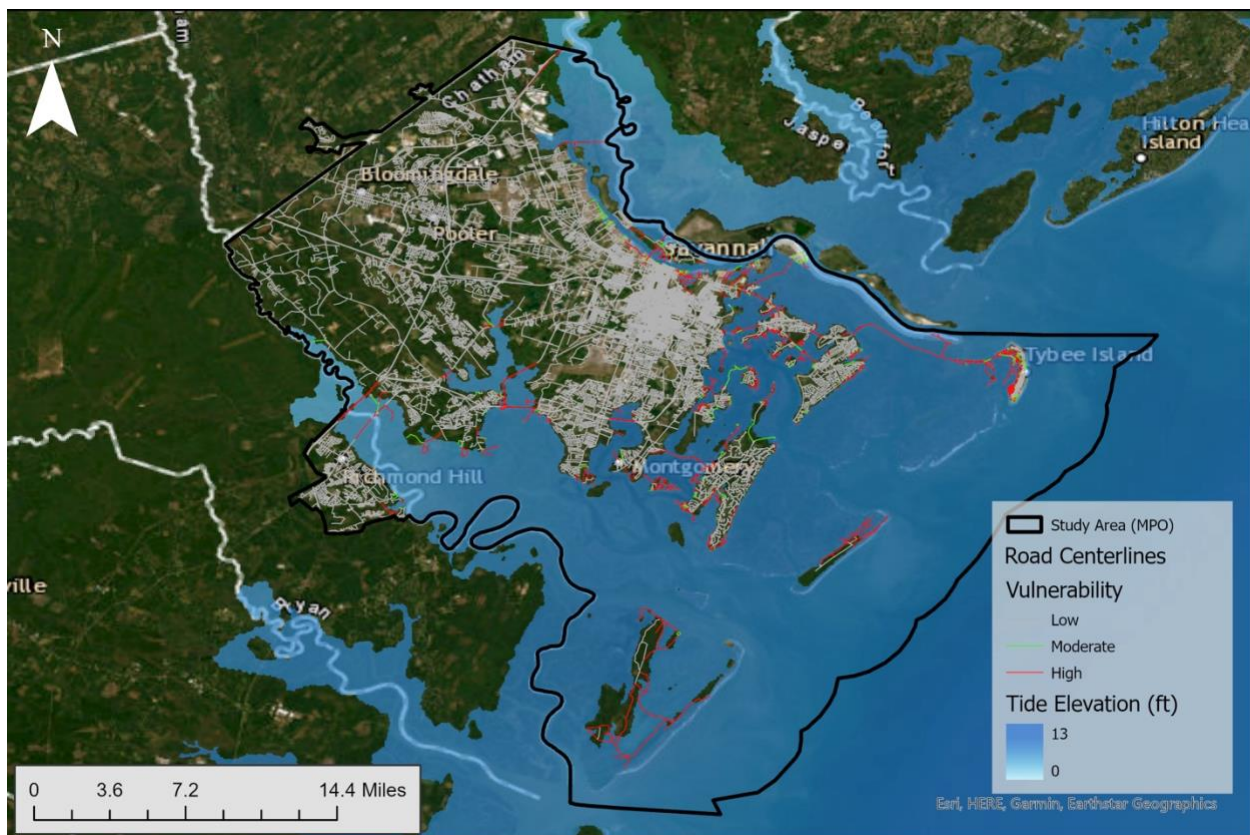 N
ham
Chatham
Beaufort
Jasper
Hilton Hea
Island
Bloomingdale
Pooler
Savannah
Tybee Island
Montgomery
Richmond Hill
ville
Bryan
Study Area (MPO)
Road Centerlines
Vulnerability
Low
Moderate
High
Tide Elevation (ft)
13
0
0 3.6 7.2 14.4 Miles
Esri, HERE, Garmin, Earthstar Geographics